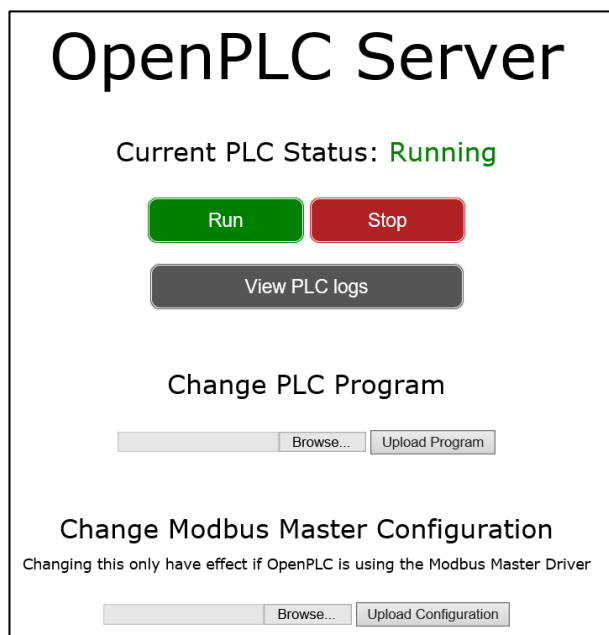 OpenPLC Server
Current PLC Status: Running
Run Stop
View PLC logs
Change PLC Program
Browse... Upload Program
Change Modbus Master Configuration
Changing this only have effect if OpenPLC is using the Modbus Master Driver
Browse... Upload Configuration